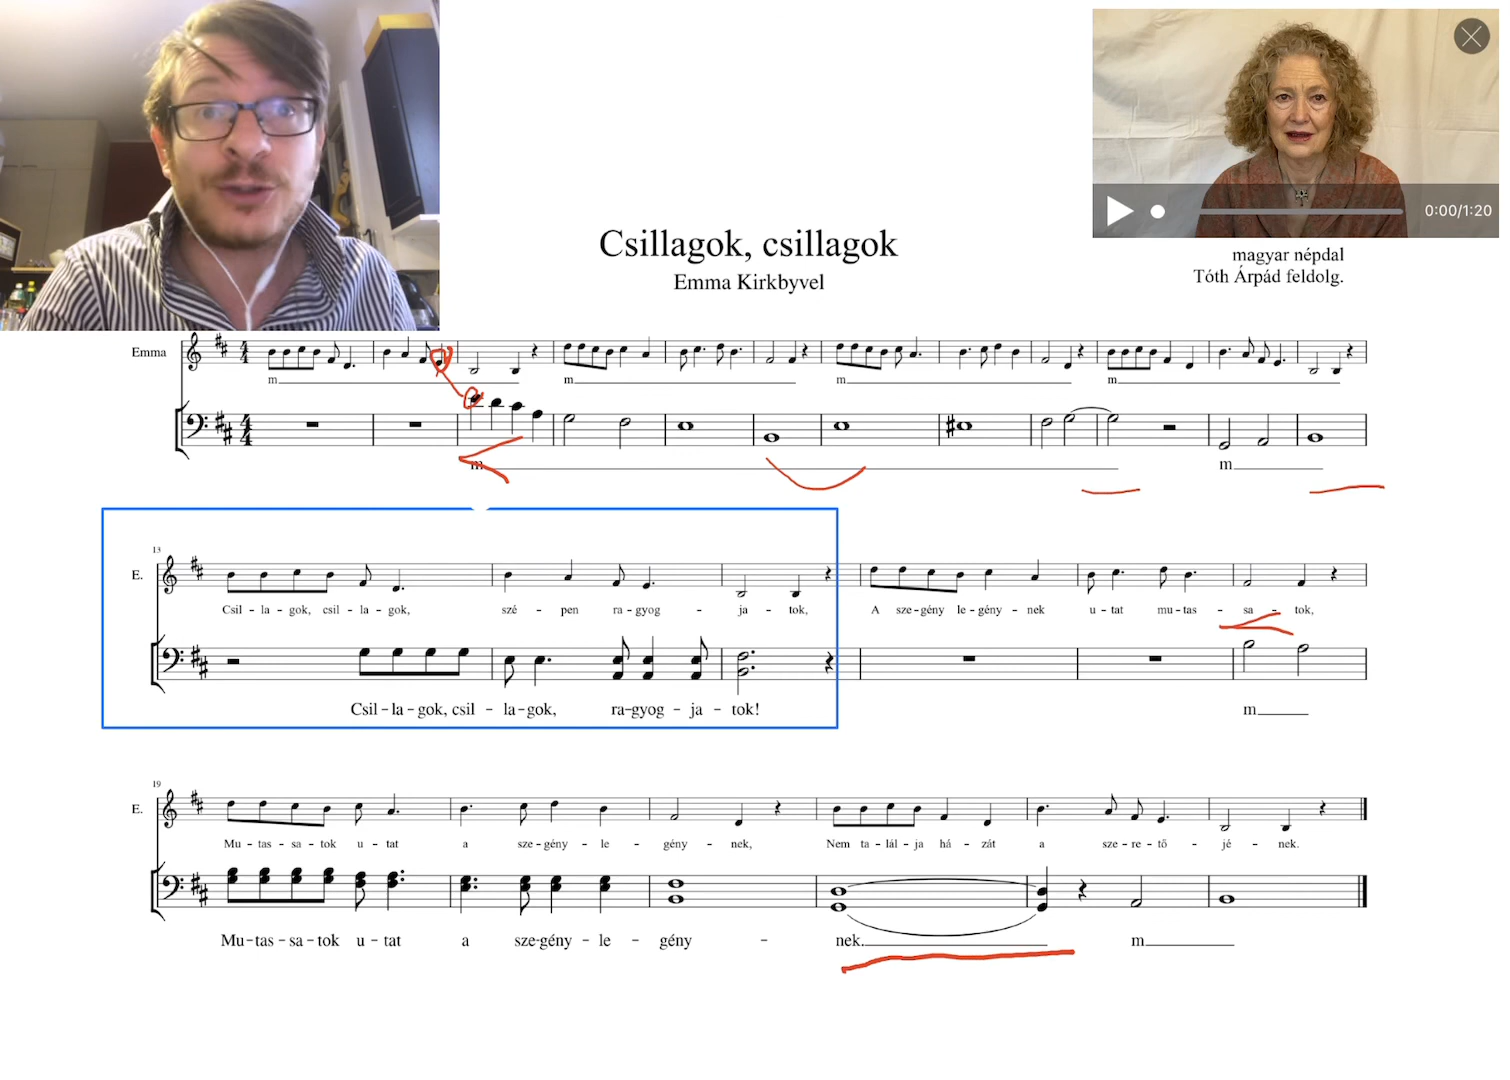 0:00/1:20
Csillagok, csillagok
Emma Kirkbyvel
magyar népdal
Tóth Árpád feldolg.
Emma
m
m
m
m
m
m
13
E.
Csil - la - gok, csil - la - gok, szé - pen ra - gyog - ja - tok, A sze-gény le-gény - nek u - tat mu-tas - sa - tok,
Csil-la-gok, csil - la-gok, ra-gyog - ja - tok! m
19
E.
Mu - tas - sa - tok u - tat a sze-gény - le - gény - nek, Nem ta - lál - ja há - zát a sze - re - tő - jé - nek.
Mu-tas-sa-tok u-tat a sze-gény - le - gény - nek. m